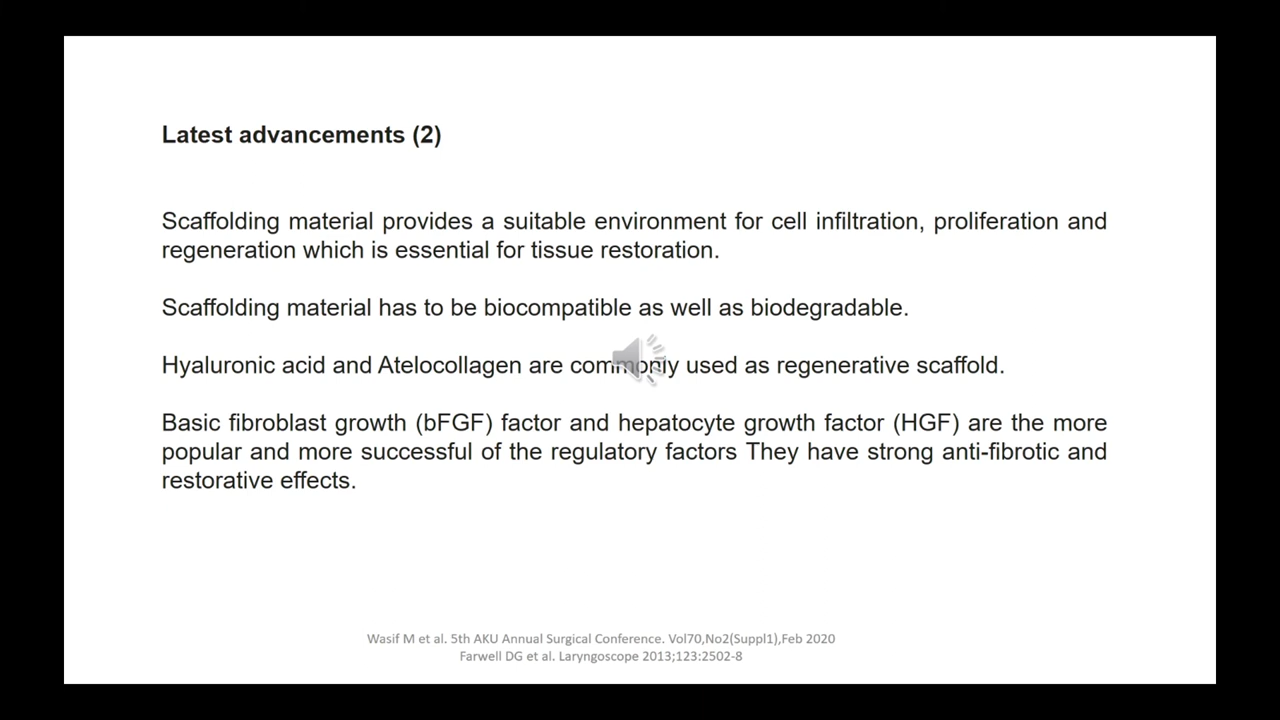 Latest advancements (2)
Scaffolding material provides a suitable environment for cell infiltration, proliferation and
regeneration which is essential for tissue restoration.
Scaffolding material has to be biocompatible as well as biodegradable.
Hyaluronic acid and Atelocollagen are commonly used as regenerative scaffold.
Basic fibroblast growth (bFGF) factor and hepatocyte growth factor (HGF) are the more
popular and more successful of the regulatory factors They have strong anti-fibrotic and
restorative effects.
Wasif M et al. 5th AKU Annual Surgical Conference. Vol70,No2(Suppl1),Feb 2020
Farwell DG et al. Laryngoscope 2013;123:2502-8